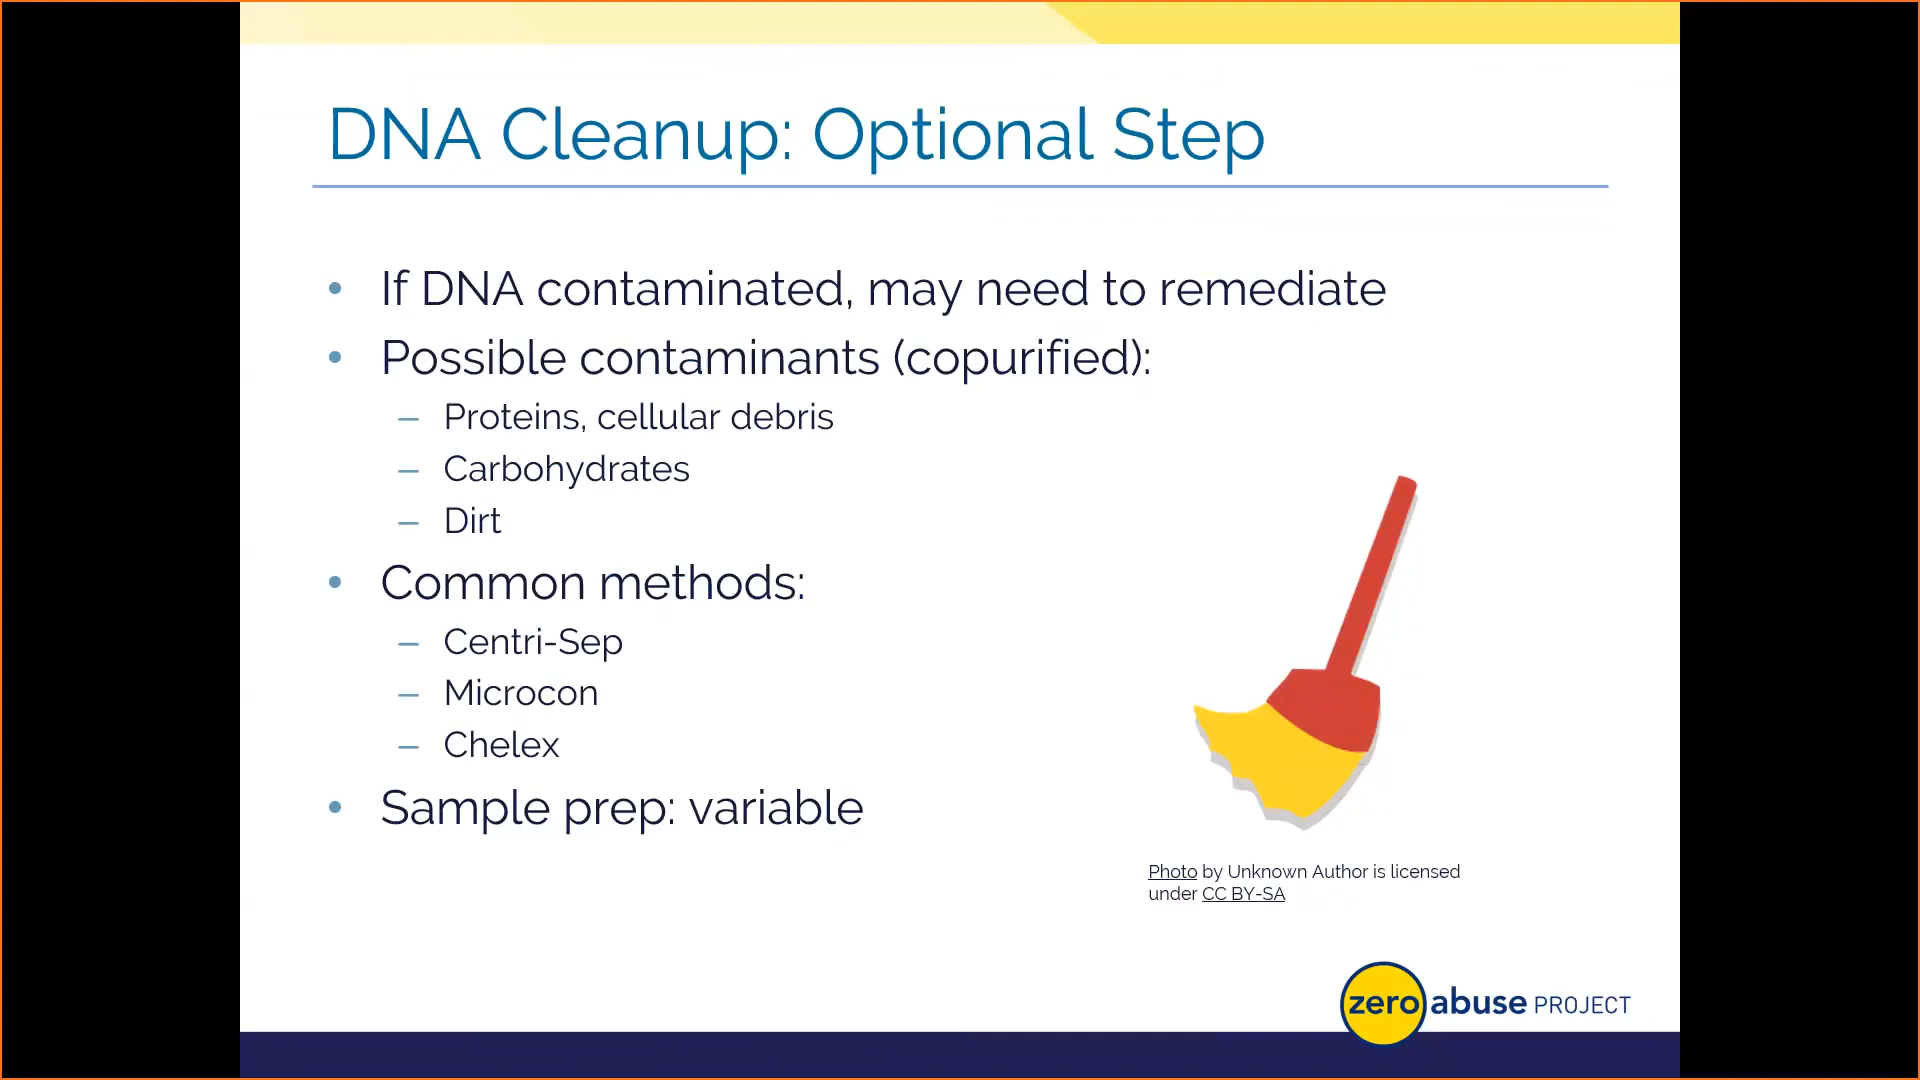 DNA Cleanup: Optional Step
• If DNA contaminated, may need to remediate
• Possible contaminants (copurified):
– Proteins, cellular debris
– Carbohydrates
– Dirt
• Common methods:
– Centri-Sep
– Microcon
– Chelex
• Sample prep: variable
Photo by Unknown Author is licensed
under CC BY-SA
zero abuse PROJECT